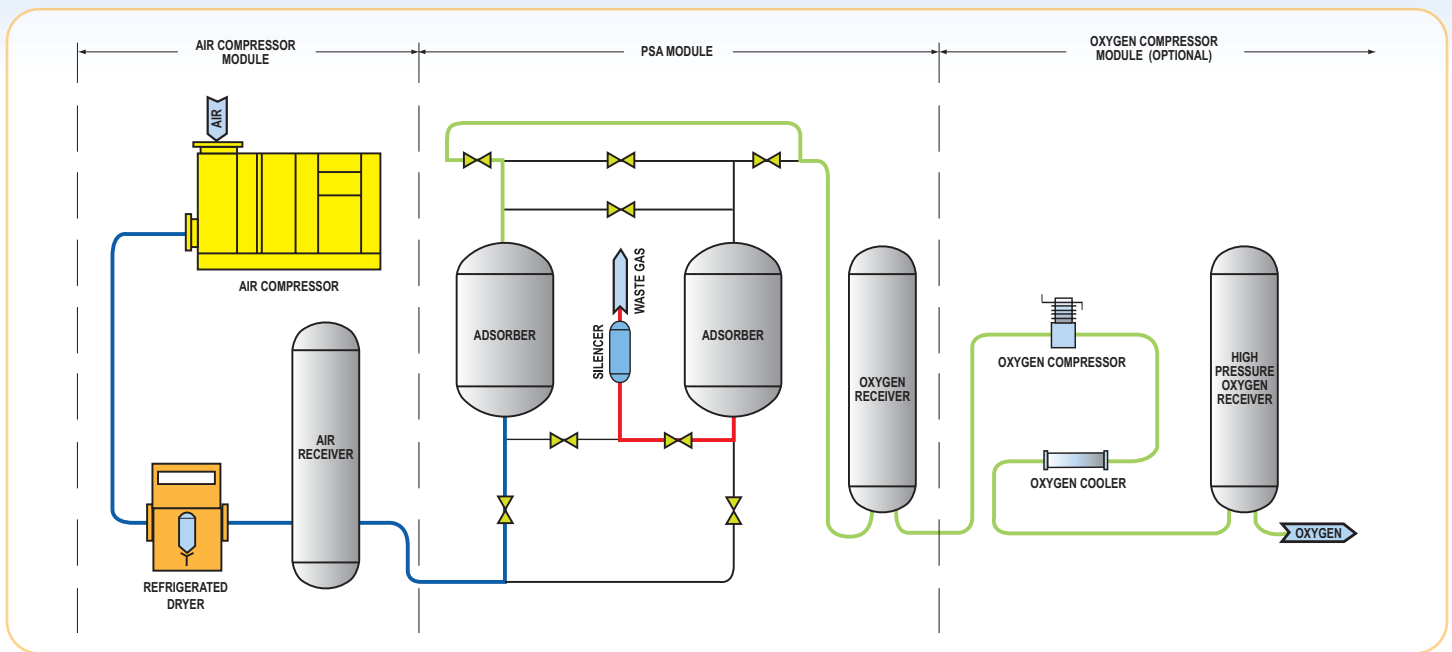 AIR COMPRESSOR
MODULE
PSA MODULE
OXYGEN COMPRESSOR
MODULE (OPTIONAL)
AIR
AIR COMPRESSOR
AIR
RECEIVER
REFRIGERATED
DRYER
ADSORBER
SILENCER
WASTE GAS
ADSORBER
OXYGEN
RECEIVER
OXYGEN COMPRESSOR
OXYGEN COOLER
HIGH
PRESSURE
OXYGEN
RECEIVER
OXYGEN